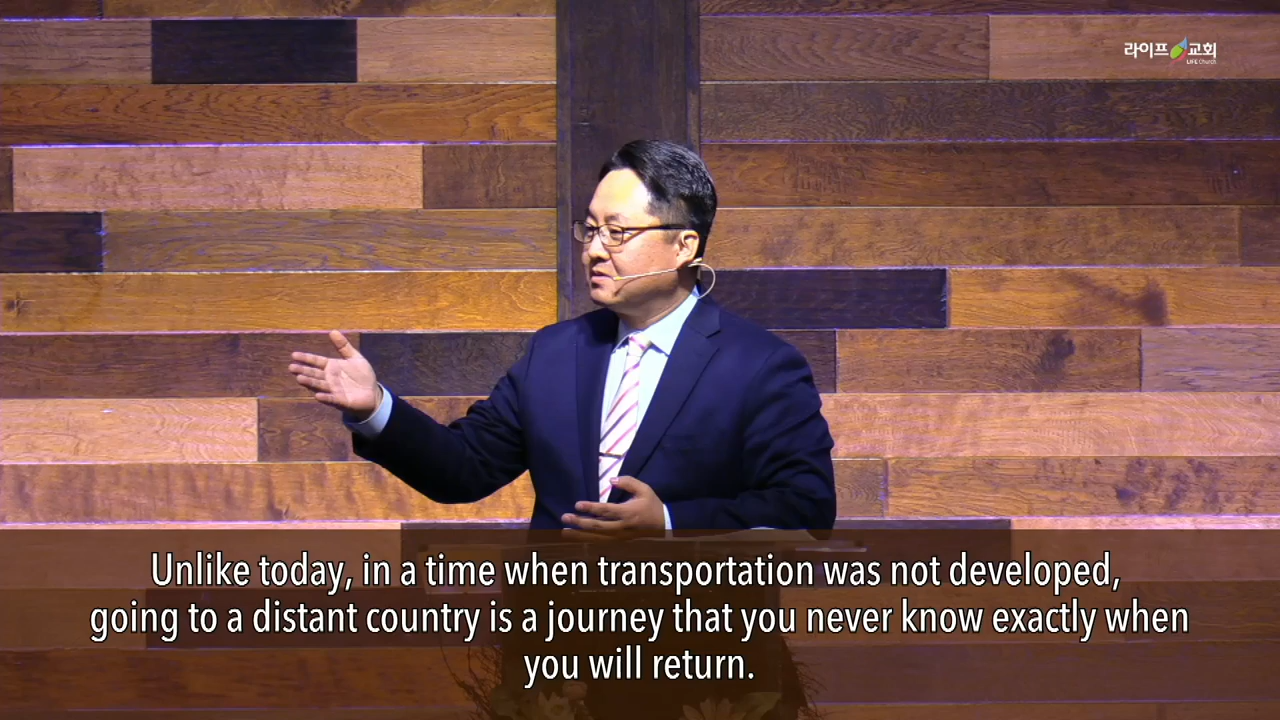 라이프 교회
LIFE Church
Unlike today, in a time when transportation was not developed,
going to a distant country is a journey that you never know exactly when
you will return.